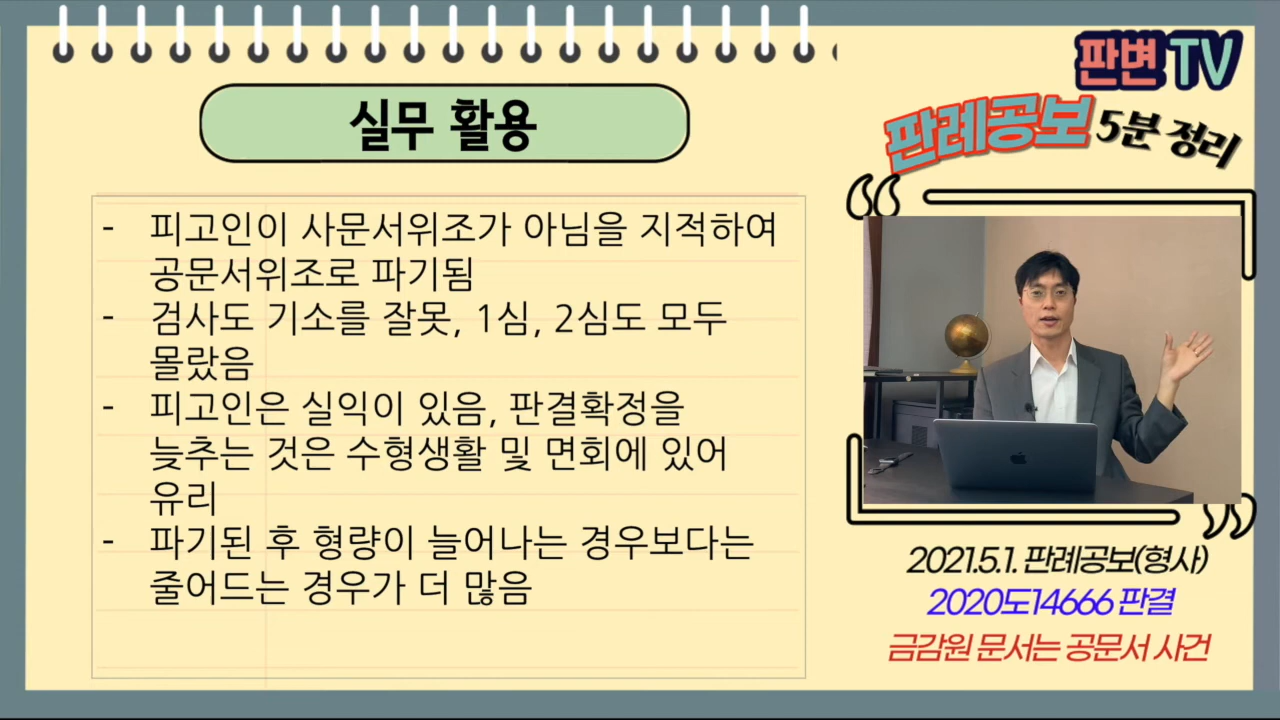 판변 TV
판례공보 5분 정리
실무 활용
- 피고인이 사문서위조가 아님을 지적하여
공문서위조로 파기됨
- 검사도 기소를 잘못, 1심, 2심도 모두
몰랐음
- 피고인은 실익이 있음, 판결확정을
늦추는 것은 수형생활 및 면회에 있어
유리
- 파기된 후 형량이 늘어나는 경우보다는
줄어드는 경우가 더 많음
2021.5.1. 판례공보(형사)
2020도14666 판결
금감원 문서는 공문서 사건